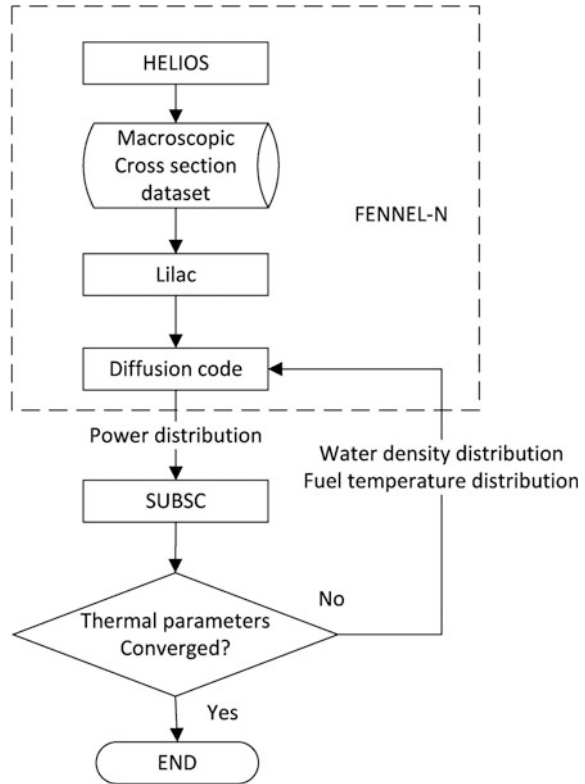 HELIOS
Macroscopic
Cross section
dataset
FENNEL-N
Lilac
Diffusion code
Power distribution
Water density distribution
Fuel temperature distribution
SUBSC
Thermal parameters
Converged?
No
Yes
END